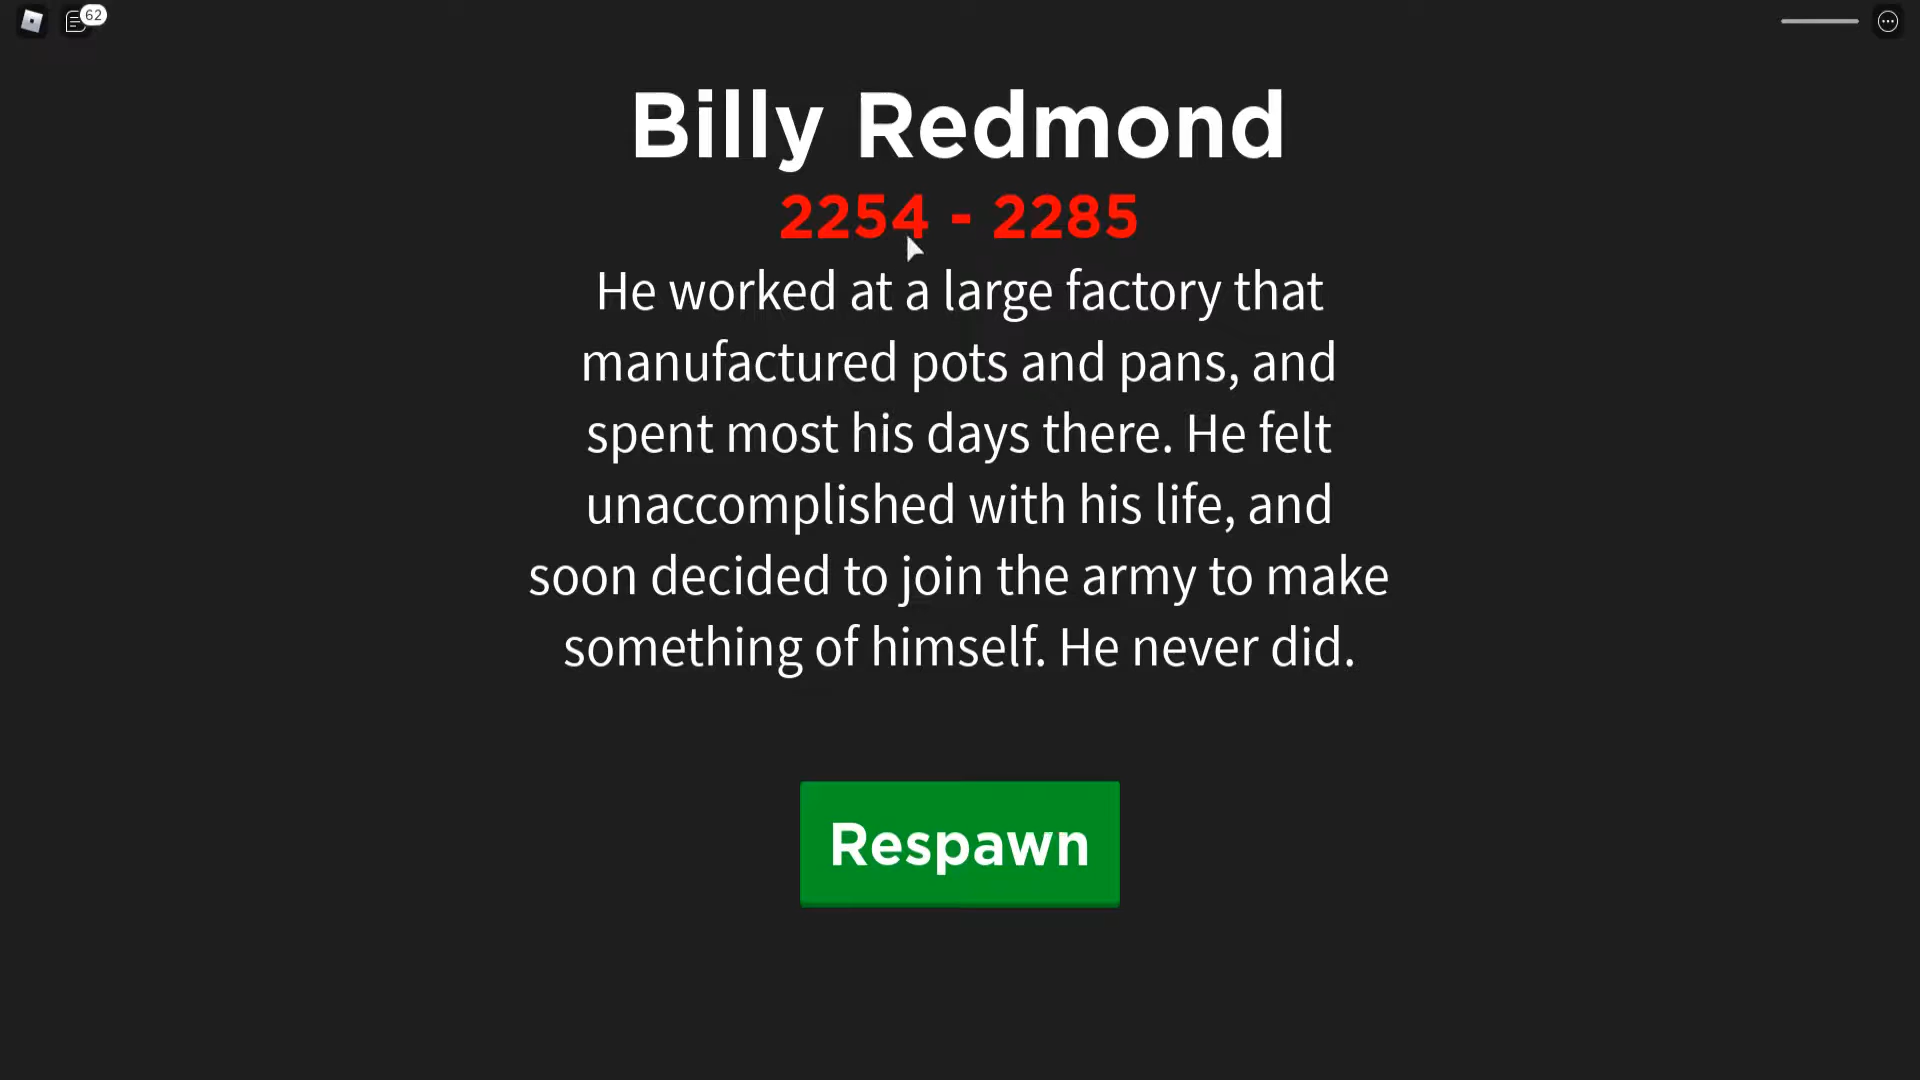 62
Billy Redmond
2254 - 2285
He worked at a large factory that
manufactured pots and pans, and
spent most his days there. He felt
unaccomplished with his life, and
soon decided to join the army to make
something of himself. He never did.
Respawn